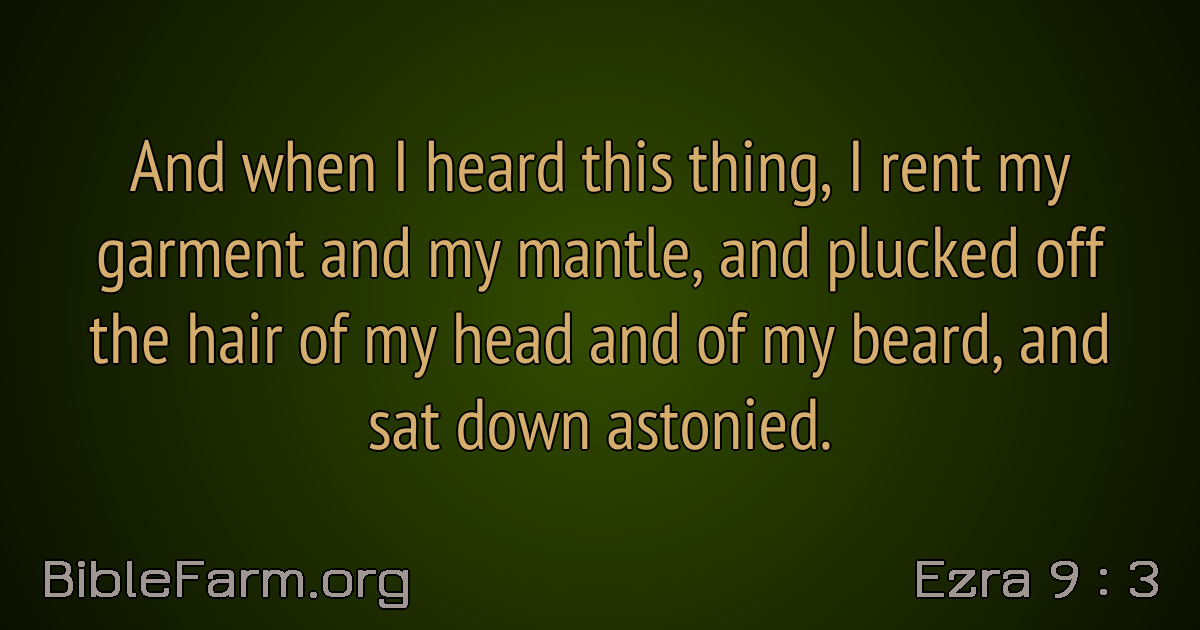 And when I heard this thing, I rent my
garment and my mantle, and plucked off
the hair of my head and of my beard, and
sat down astonied.
BibleFarm.org
Ezra 9 : 3